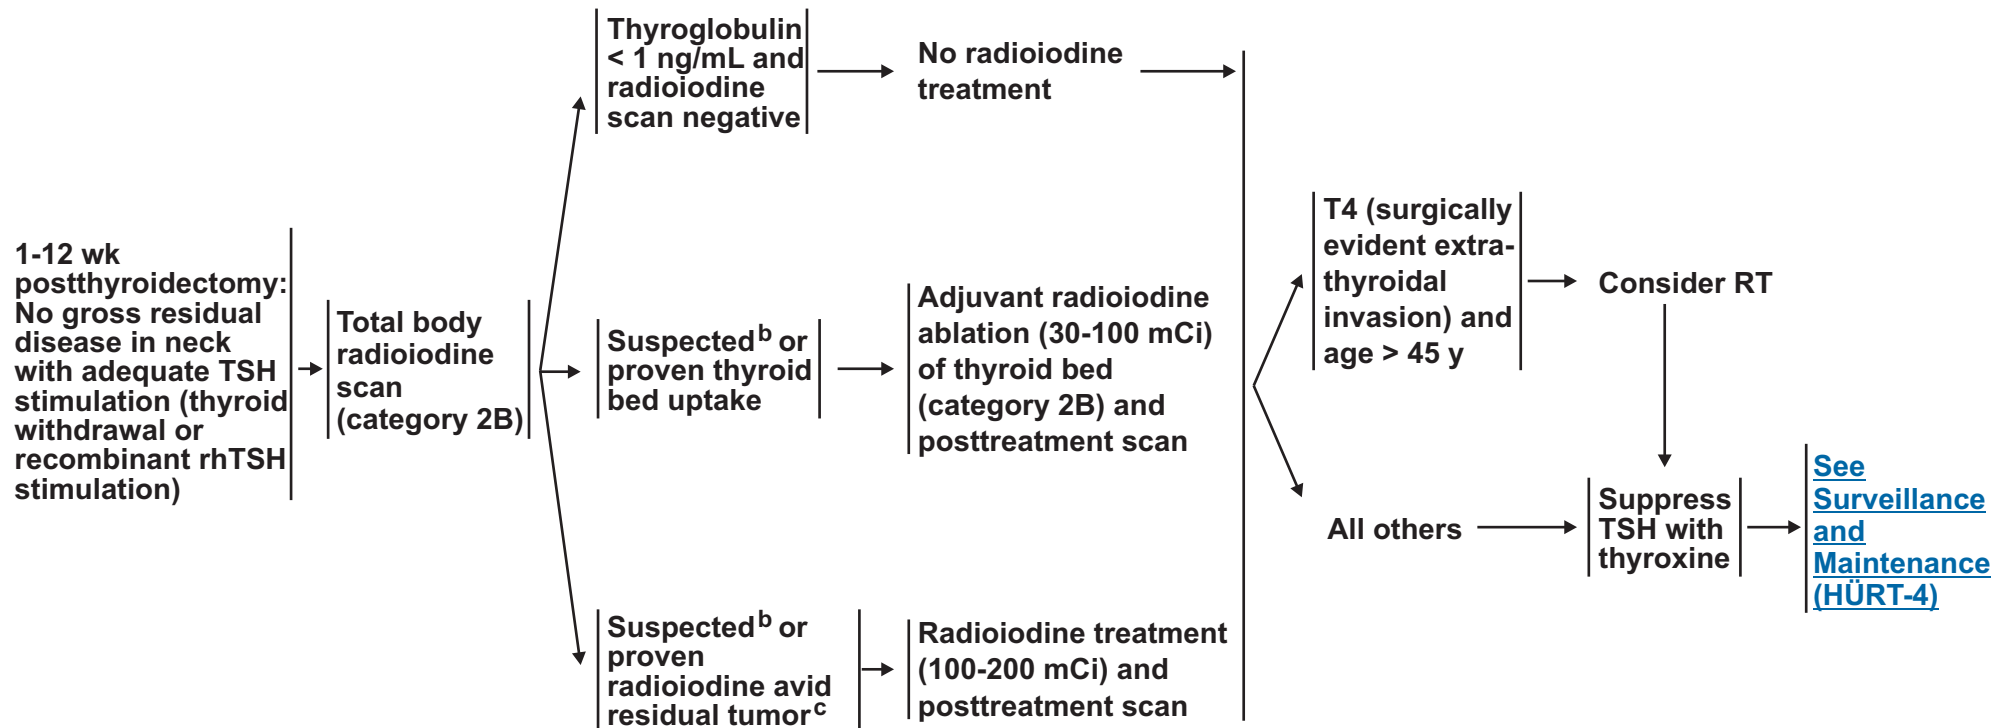 1-12 wk
postthyroidectomy:
No gross residual
disease in neck
with adequate TSH
stimulation (thyroid
withdrawal or
recombinant rhTSH
stimulation)
Total body
radioiodine
scan
(category 2B)
Thyroglobulin
< 1 ng/mL and
radioiodine
scan negative
No radioiodine
treatment
Suspected b or
proven thyroid
bed uptake
Adjuvant radioiodine
ablation (30-100 mCi)
of thyroid bed
(category 2B) and
posttreatment scan
Suspected b or
proven
radioiodine avid
residual tumor c
Radioiodine treatment
(100-200 mCi) and
posttreatment scan
T4 (surgically
evident extra-
thyroidal
invasion) and
age > 45 y
Consider RT
All others
Suppress
TSH with
thyroxine
See
Surveillance
and
Maintenance
(HÜRT-4)